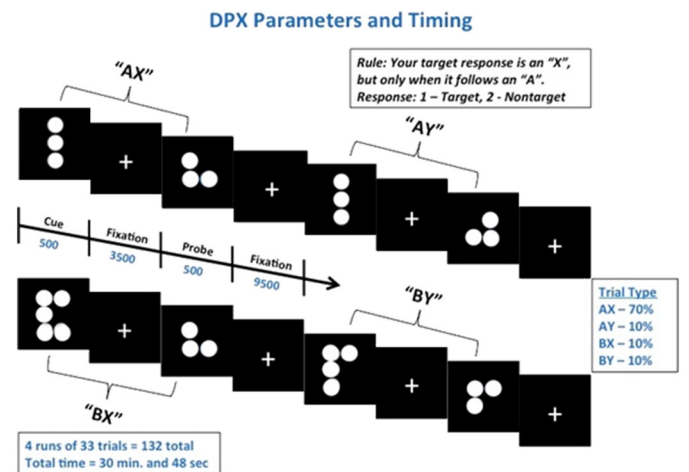 DPX Parameters and Timing
"AX"
Rule: Your target response is an "X",
but only when it follows an "A".
Response: 1 – Target, 2 - Nontarget
"AY"
Cue
500
Fixation
3500
Probe
500
Fixation
9500
"BY"
Trial Type
AX – 70%
AY – 10%
BX – 10%
BY – 10%
"BX"
4 runs of 33 trials = 132 total
Total time = 30 min. and 48 sec